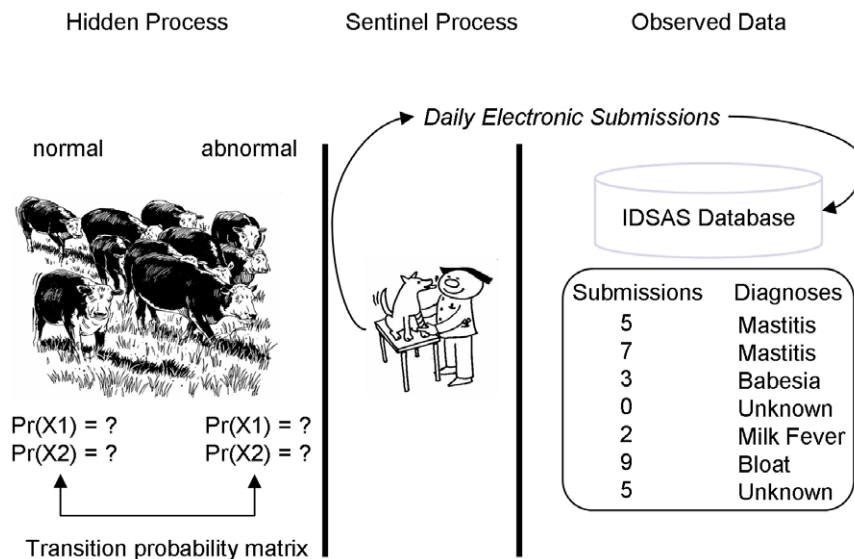 Hidden Process
Sentinel Process
Observed Data
Daily Electronic Submissions
normal
abnormal
IDSAS Database
Submissions Diagnoses
5 Mastitis
7 Mastitis
3 Babesia
0 Unknown
2 Milk Fever
9 Bloat
5 Unknown
Pr(X1) = ? Pr(X1) = ?
Pr(X2) = ? Pr(X2) = ?
Transition probability matrix